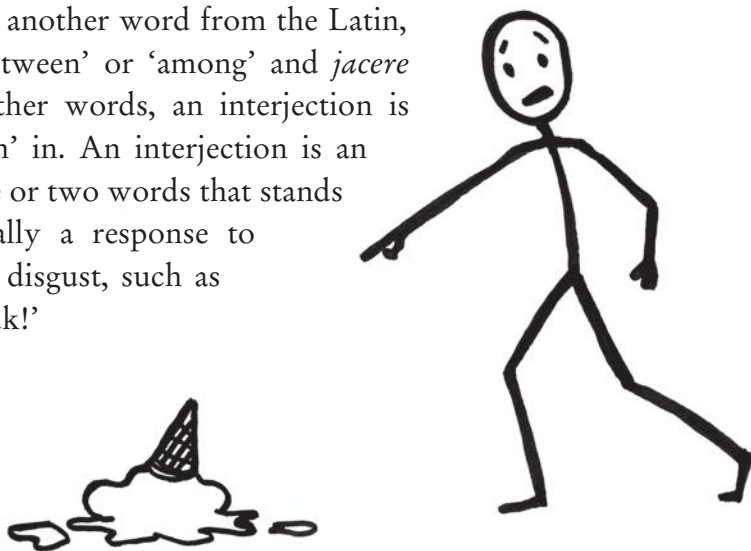 another word from the Latin,
tween’ or ‘among’ and jacere
ther words, an interjection is
n’ in. An interjection is an
or two words that stands
ally a response to
disgust, such as
k!’